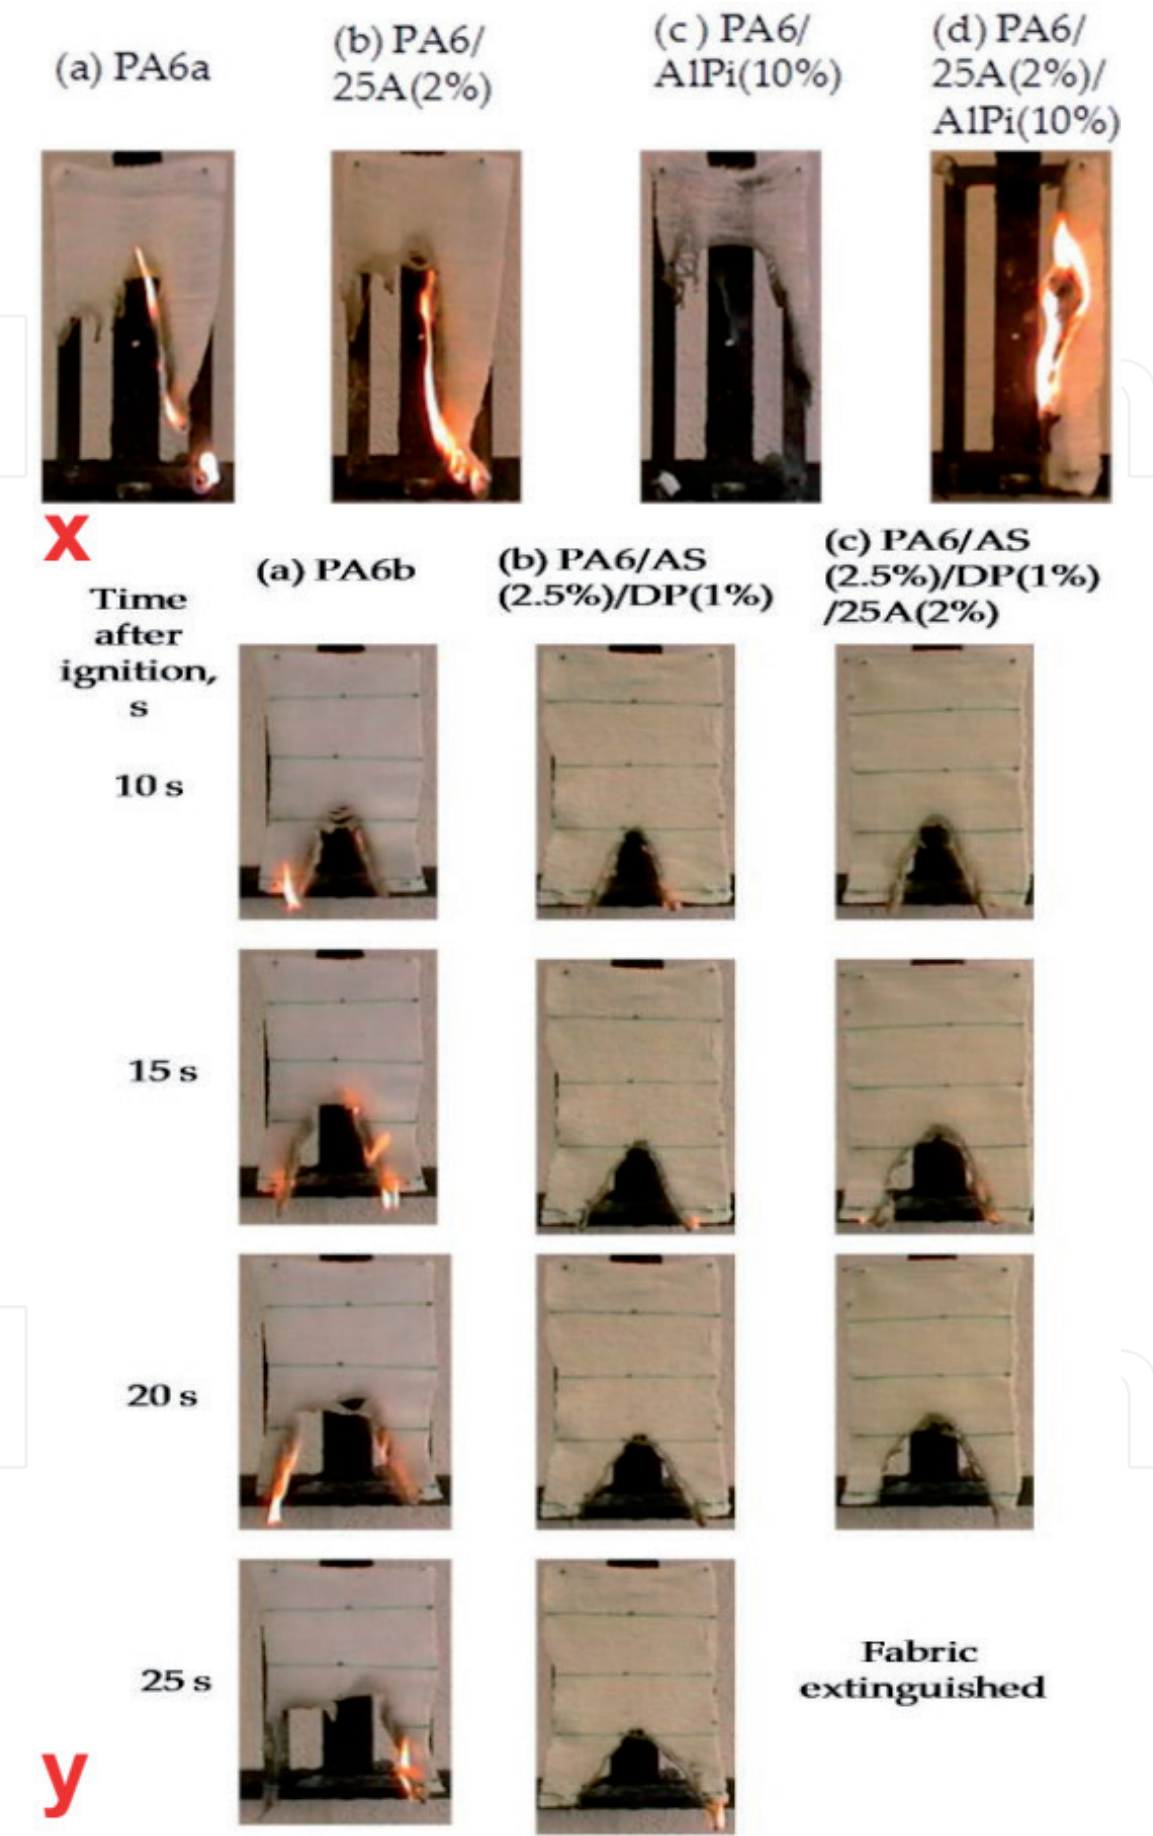 (a) PA6a
(b) PA6/
25A(2%)
(c ) PA6/
AlPi(10%)
(d) PA6/
25A(2%)/
AlPi(10%)
x
Time
after
ignition,
s
(a) PA6b
(b) PA6/AS
(2.5%)/DP(1%)
(c) PA6/AS
(2.5%)/DP(1%)
/25A(2%)
10 s
15 s
20 s
25 s
Fabric
extinguished
y